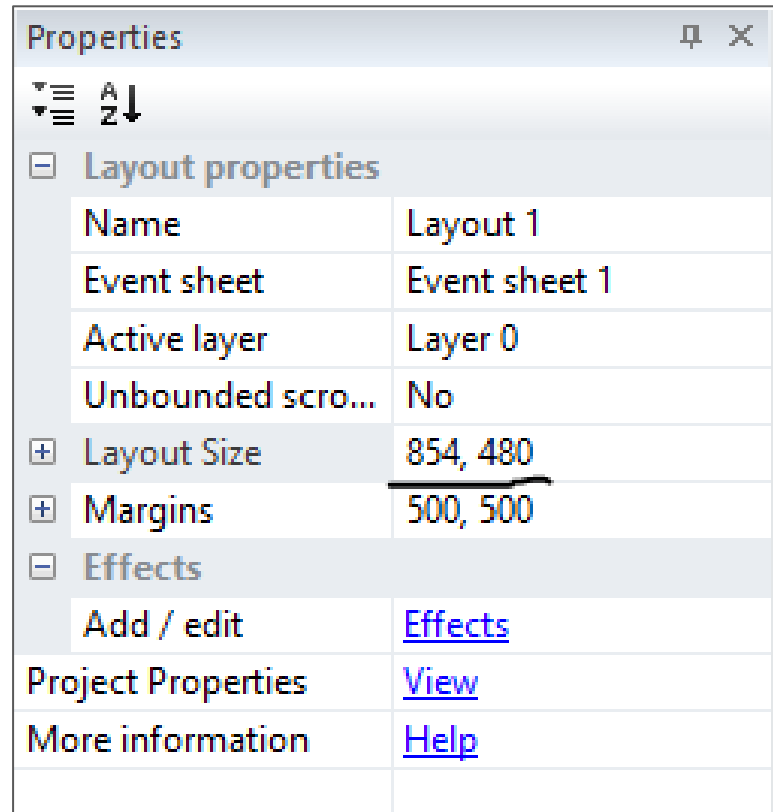 Properties
A
Z
Layout properties
Name Layout 1
Event sheet Event sheet 1
Active layer Layer 0
Unbounded scro... No
Layout Size 854, 480
Margins 500, 500
Effects
Add / edit Effects
Project Properties View
More information Help